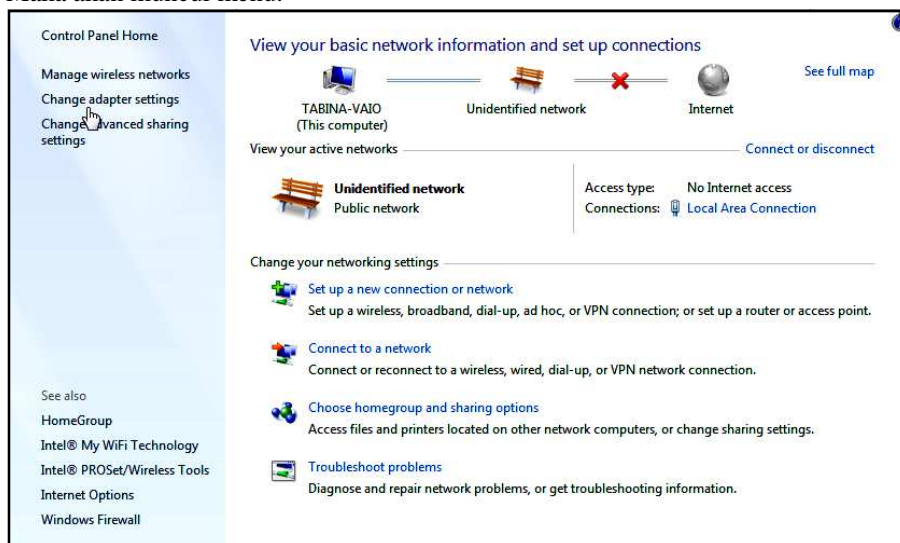 Control Panel Home
Manage wireless networks
Change adapter settings
Change advanced sharing
settings
See also
HomeGroup
Intel® My WiFi Technology
Intel® PROSet/Wireless Tools
Internet Options
Windows Firewall
View your basic network information and set up connections
See full map
TABINA-VAIO
(This computer)
Unidentified network
Internet
View your active networks
Connect or disconnect
Unidentified network
Public network
Access type: No Internet access
Connections: Local Area Connection
Change your networking settings
Set up a new connection or network
Set up a wireless, broadband, dial-up, ad hoc, or VPN connection; or set up a router or access point.
Connect to a network
Connect or reconnect to a wireless, wired, dial-up, or VPN network connection.
Choose homegroup and sharing options
Access files and printers located on other network computers, or change sharing settings.
Troubleshoot problems
Diagnose and repair network problems, or get troubleshooting information.